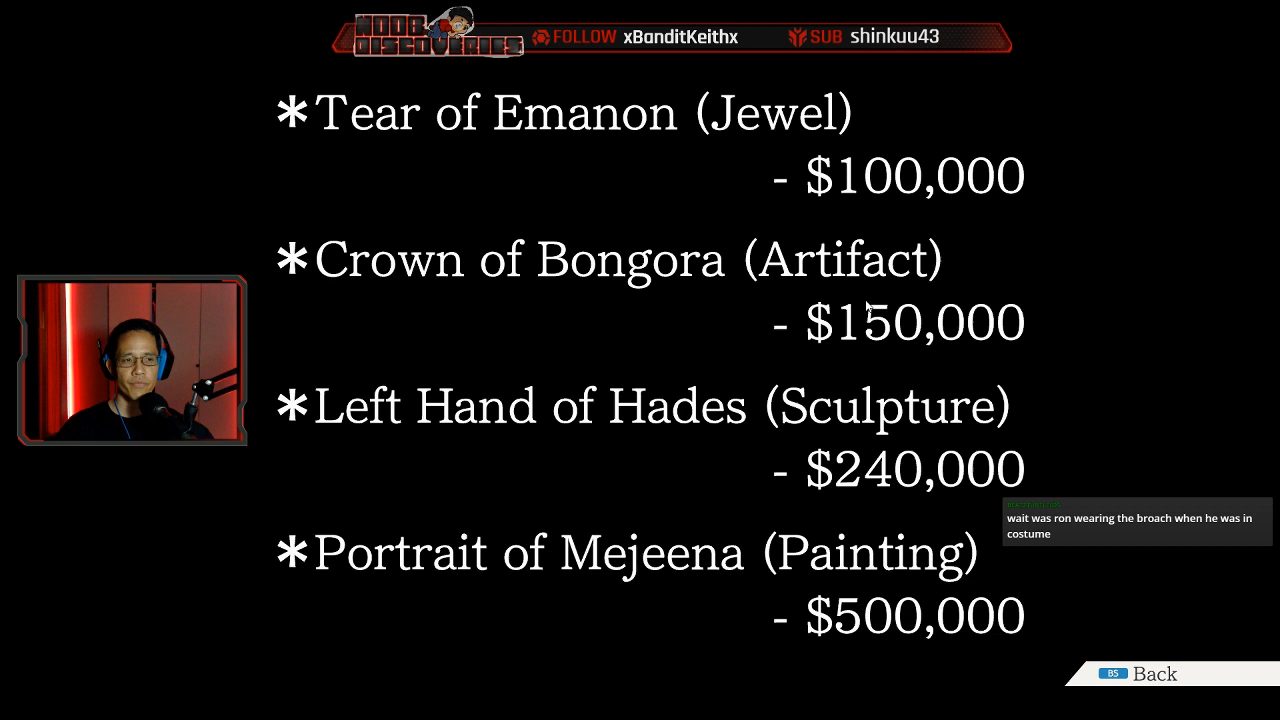 NOOB DISCOVERIES
FOLLOW xBanditKeithx SUB shinkuu43
*Tear of Emanon (Jewel)
- $100,000
*Crown of Bongora (Artifact)
- $150,000
*Left Hand of Hades (Sculpture)
- $240,000
wait was ron wearing the broach when he was in
costume
*Portrait of Mejeena (Painting)
- $500,000
BS Back